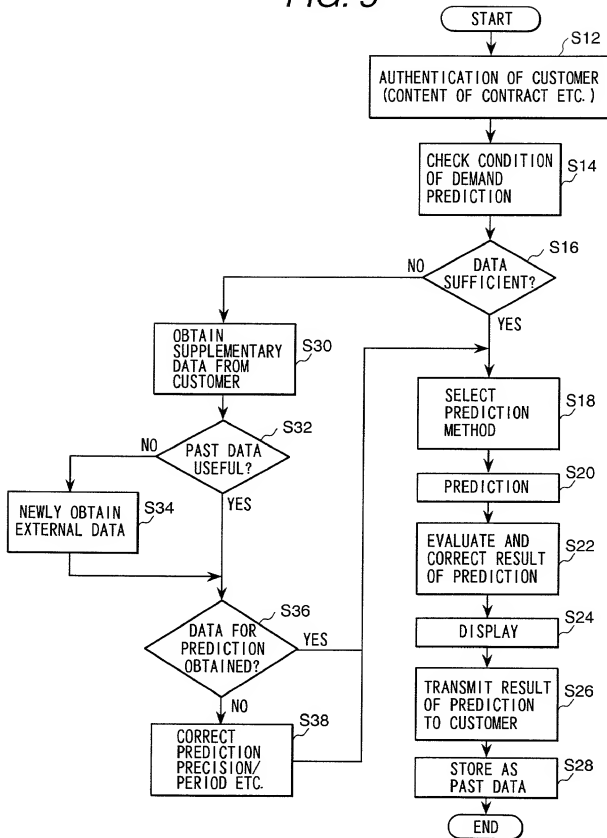 START
S12
AUTHENTICATION OF CUSTOMER
(CONTENT OF CONTRACT ETC.)
CHECK CONDITION
OF DEMAND
PREDICTION
S14
S16
DATA
SUFFICIENT?
NO
YES
OBTAIN
SUPPLEMENTARY
DATA FROM
CUSTOMER
S30
S32
PAST DATA
USEFUL?
NO
YES
NEWLY OBTAIN
EXTERNAL DATA
S34
S36
DATA FOR
PREDICTION
OBTAINED?
YES
NO
CORRECT
PREDICTION
PRECISION/
PERIOD ETC.
S38
SELECT
PREDICTION
METHOD
S18
PREDICTION
S20
EVALUATE AND
CORRECT RESULT
OF PREDICTION
S22
DISPLAY
S24
TRANSMIT RESULT
OF PREDICTION
TO CUSTOMER
S26
STORE AS
PAST DATA
S28
END